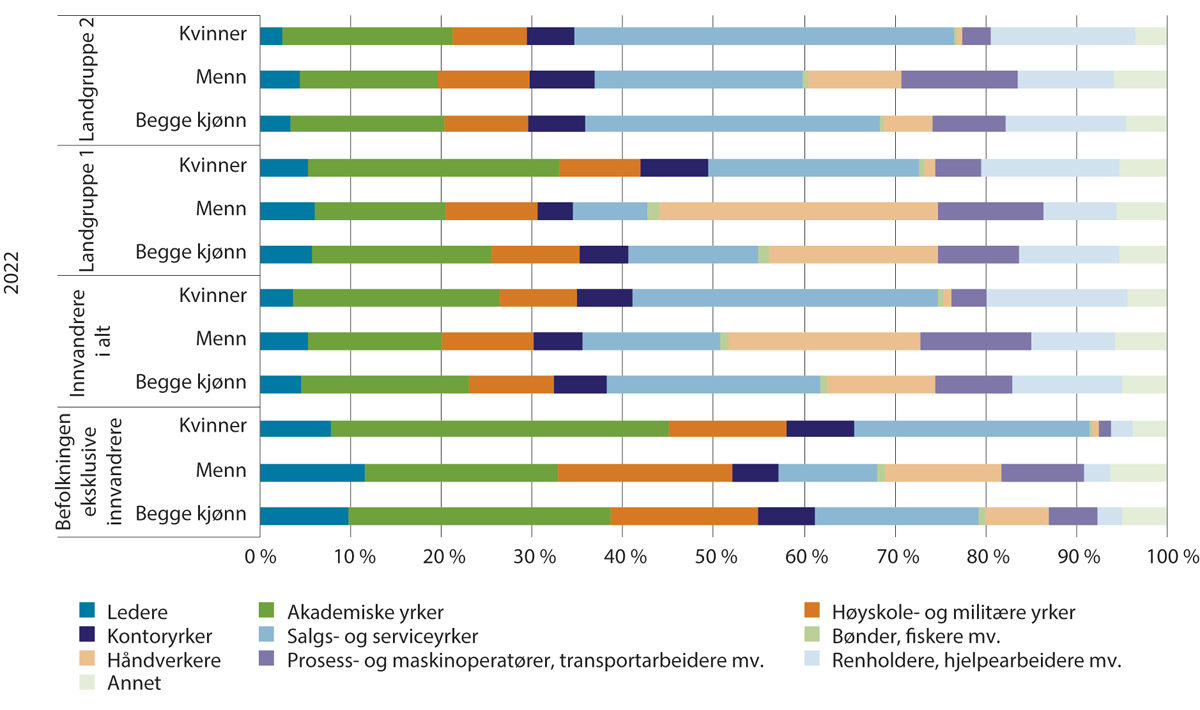 2022
Landgruppe 2
Kvinner
Menn
Begge kjønn
Landgruppe 1
Kvinner
Menn
Begge kjønn
Innvandrere
i alt
Kvinner
Menn
Begge kjønn
Befolkningen
eksklusive
innvandrere
Kvinner
Menn
Begge kjønn
0 % 10 % 20 % 30 % 40 % 50 % 60 % 70 % 80 % 90 % 100 %
Ledere Akademiske yrker Høyskole- og militære yrker
Kontoryrker Salgs- og serviceyrker Bønder, fiskere mv.
Håndverkere Prosess- og maskinoperatører, transportarbeidere mv. Renholdere, hjelpearbeidere mv.
Annet